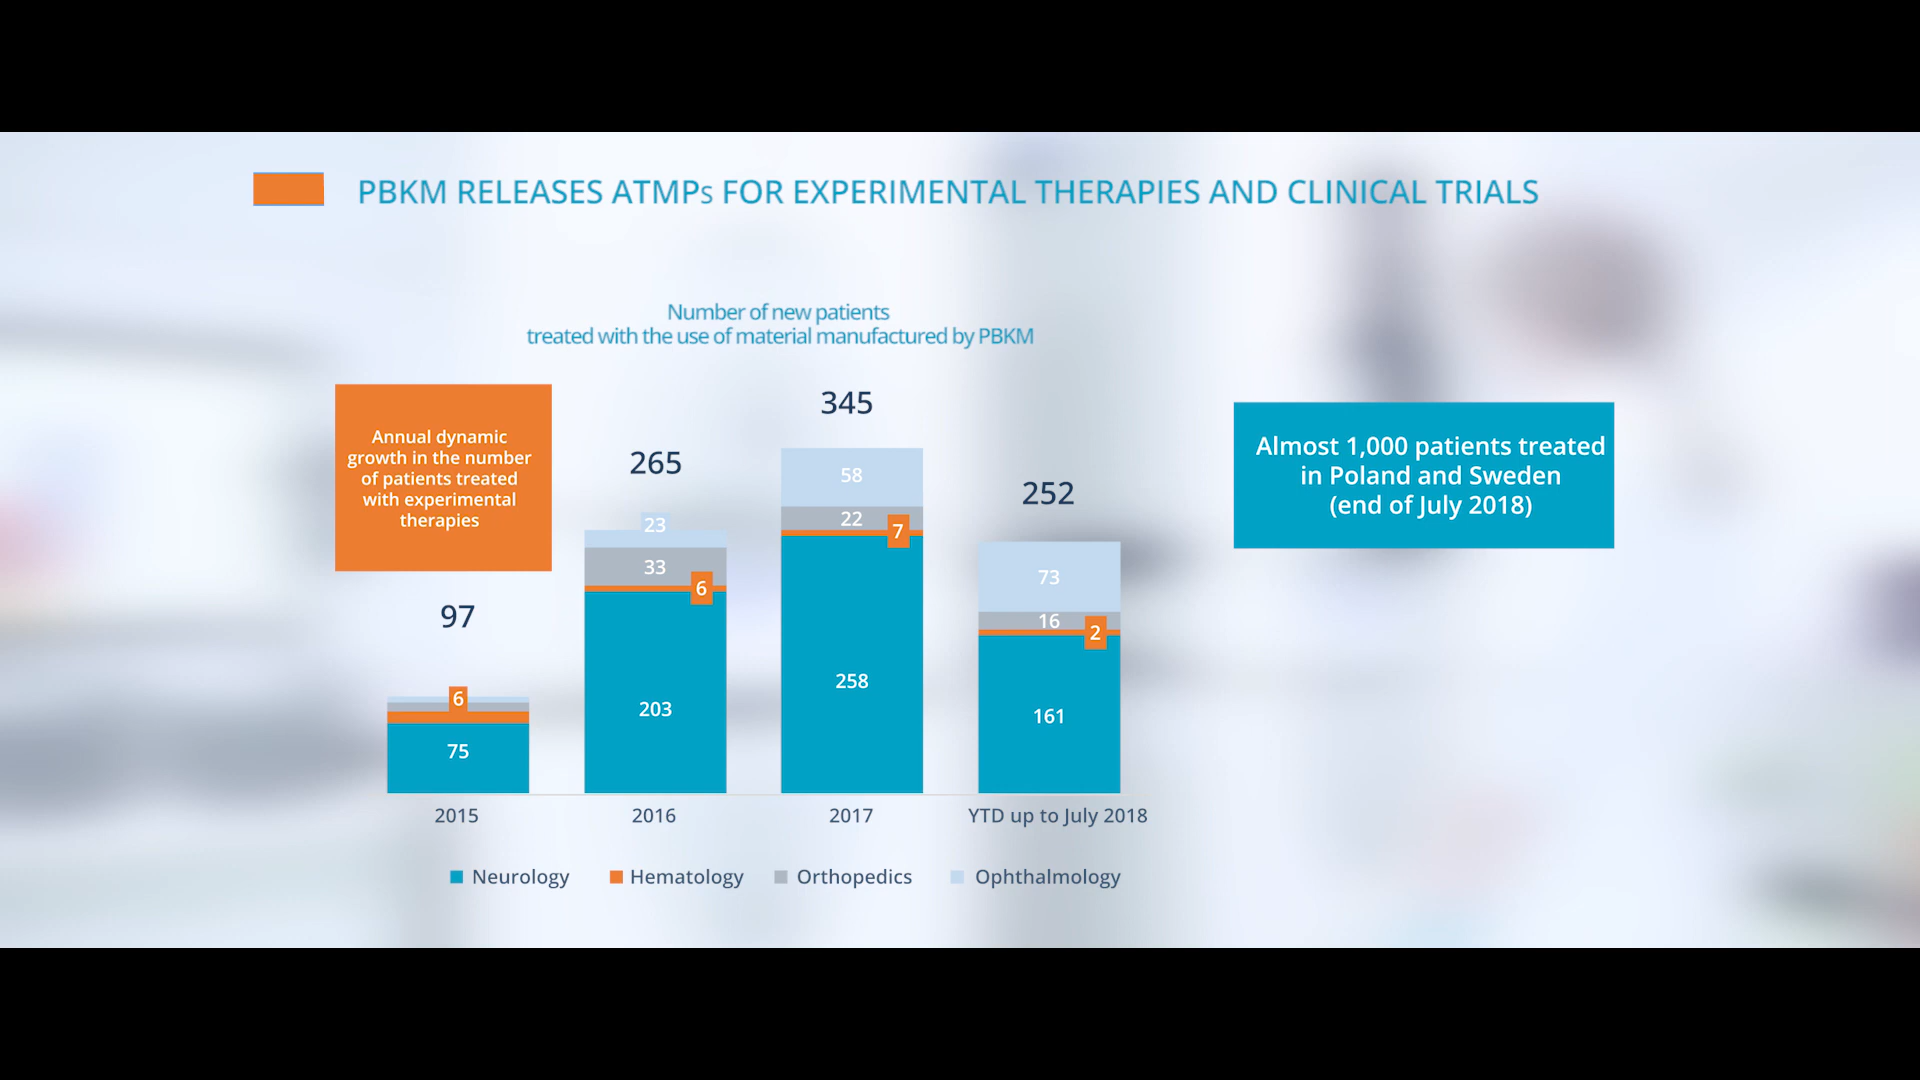 PBKM RELEASES ATMPs FOR EXPERIMENTAL THERAPIES AND CLINICAL TRIALS
Number of new patients
treated with the use of material manufactured by PBKM
Annual dynamic
growth in the number
of patients treated
with experimental
therapies
Almost 1,000 patients treated
in Poland and Sweden
(end of July 2018)
97
6
75
265
23
33
6
203
345
58
22
7
258
252
73
16
2
161
2015
2016
2017
YTD up to July 2018
Neurology
Hematology
Orthopedics
Ophthalmology